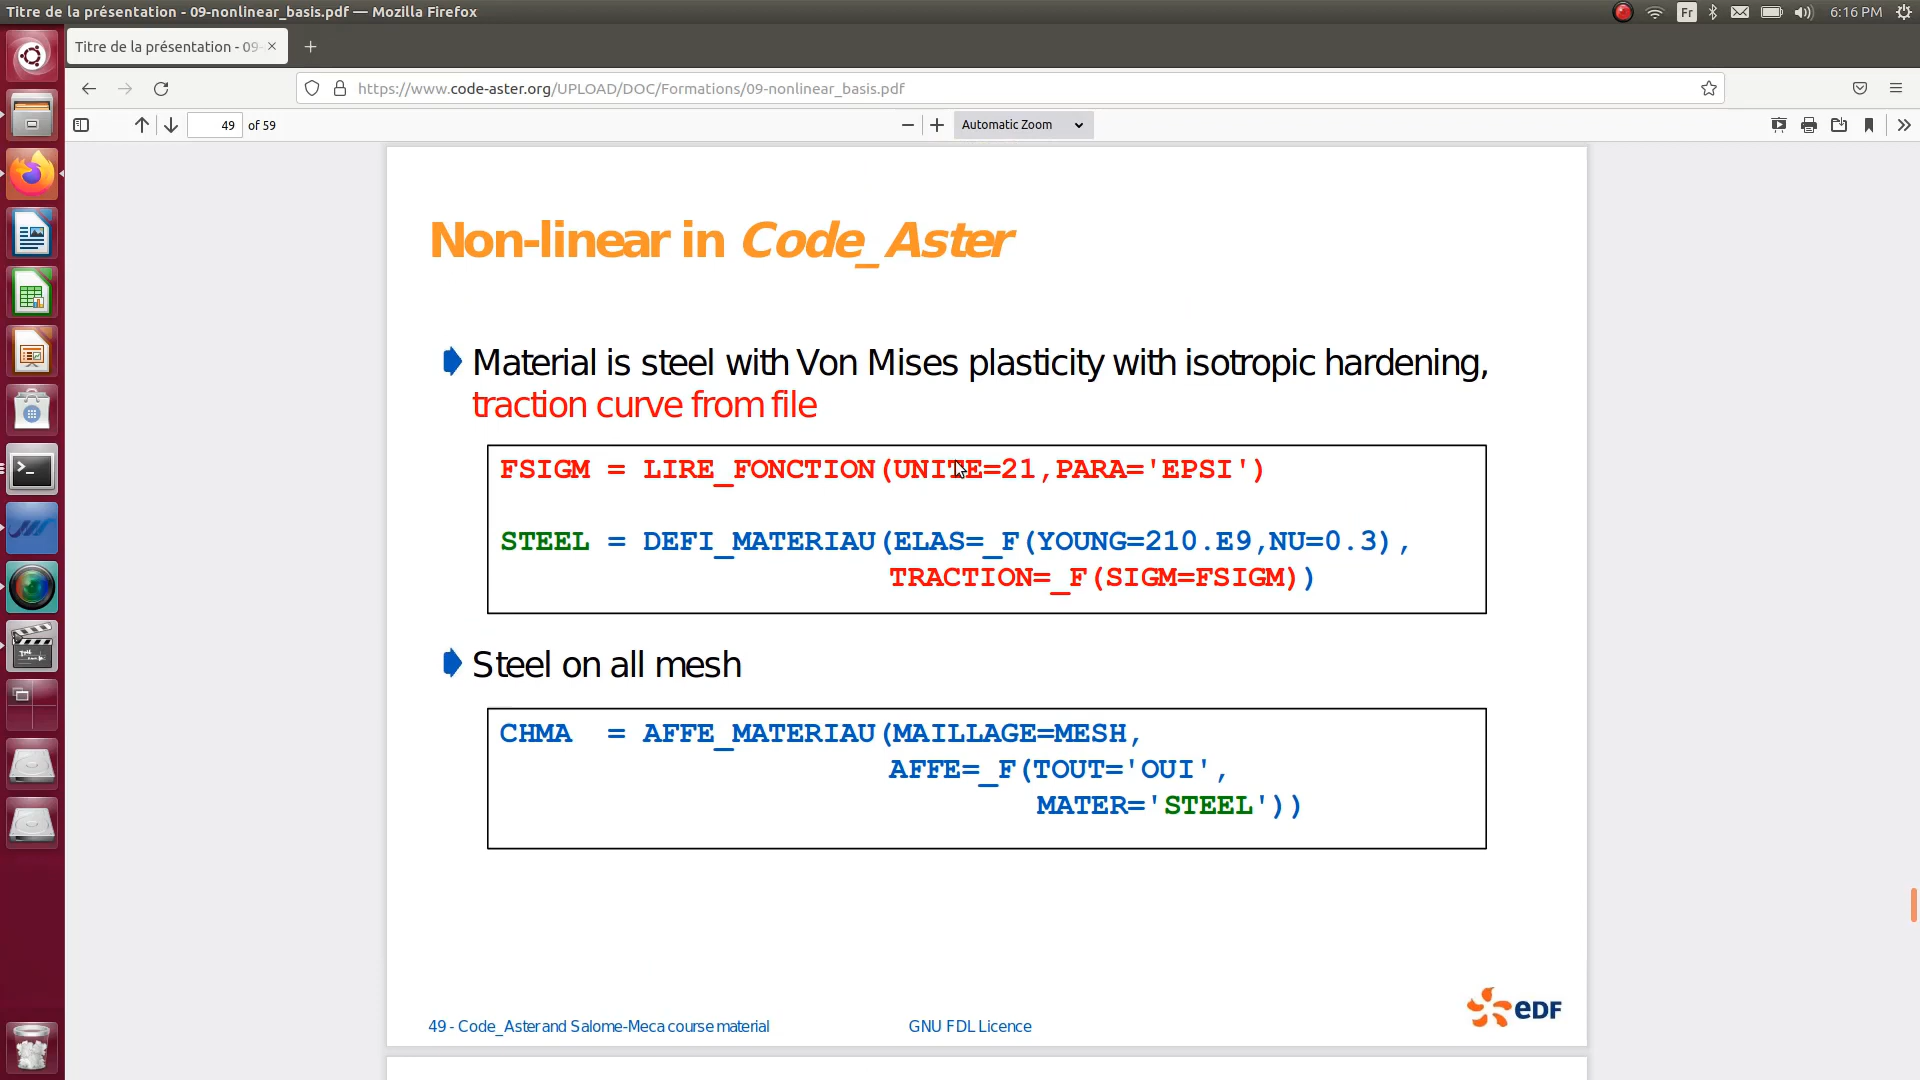 Titre de la présentation - 09-nonlinear_basis.pdf — Mozilla Firefox
Fr
6:16 PM
Titre de la présentation - 09-
https://www.code-aster.org/UPLOAD/DOC/Formations/09-nonlinear_basis.pdf
49 of 59
Automatic Zoom
Non-linear in Code_Aster
Material is steel with Von Mises plasticity with isotropic hardening,
traction curve from file
FSIGM = LIRE_FONCTION(UNITE=21,PARA='EPSI')
STEEL = DEFI_MATERIAU(ELAS=_F(YOUNG=210.E9,NU=0.3),
TRACTION=_F(SIGM=FSIGM))
Steel on all mesh
CHMA = AFFE_MATERIAU(MAILLAGE=MESH,
AFFE=_F(TOUT='OUI',
MATER='STEEL'))
eDF
49 - Code_Aster and Salome-Meca course material
GNU FDL Licence